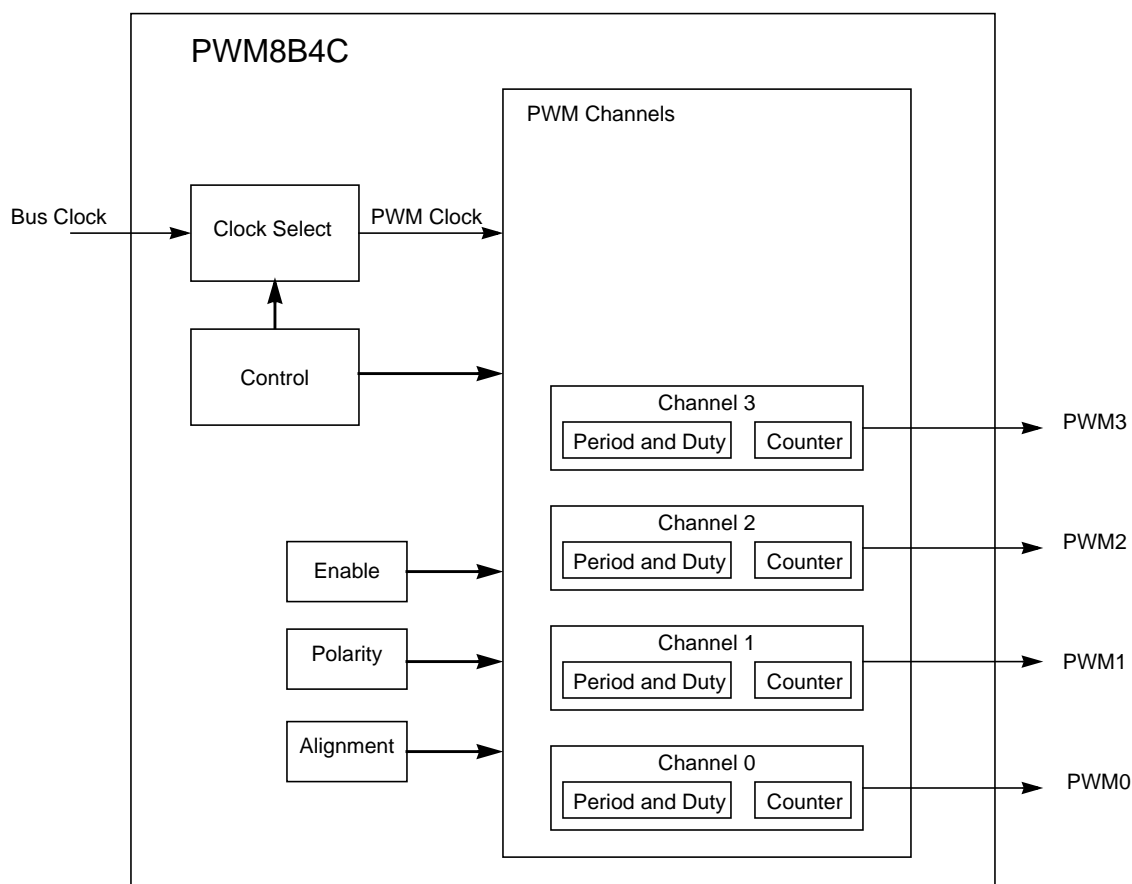 PWM8B4C
PWM Channels
Bus Clock
Clock Select
PWM Clock
Control
Channel 3
Period and Duty
Counter
PWM3
Channel 2
Period and Duty
Counter
PWM2
Enable
Channel 1
Period and Duty
Counter
PWM1
Polarity
Alignment
Channel 0
Period and Duty
Counter
PWM0